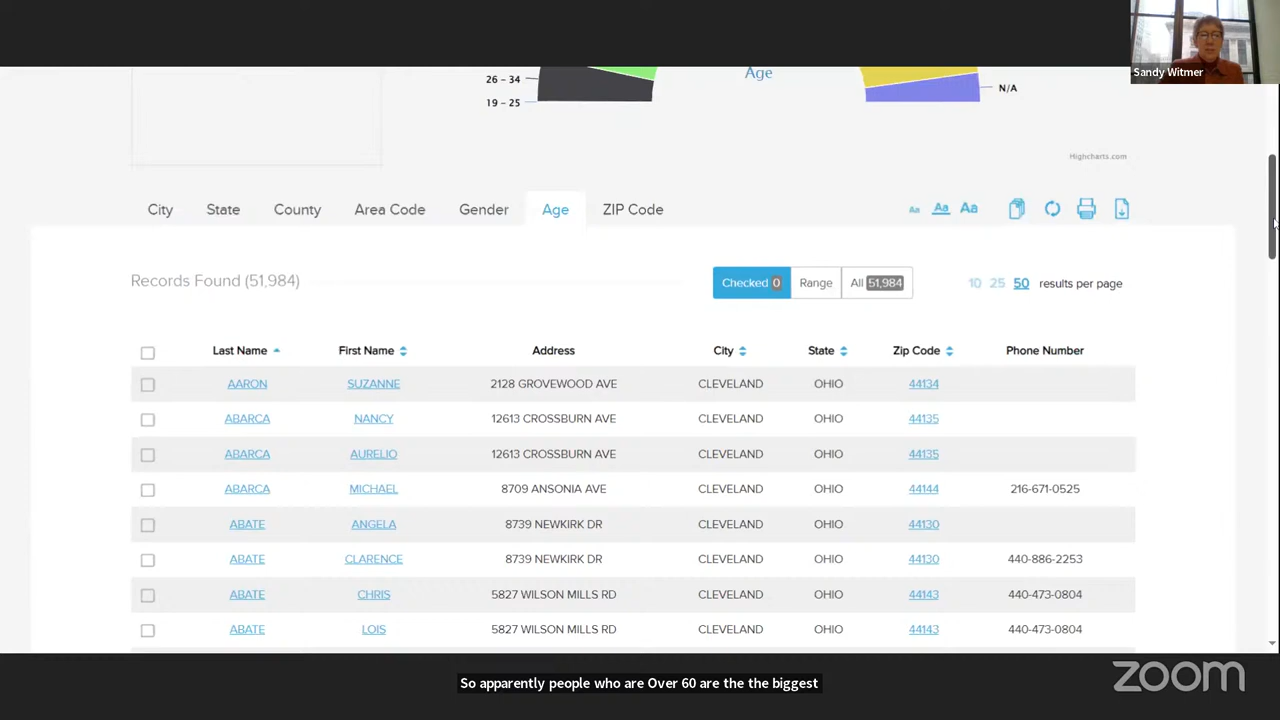 Sandy Witmer
26 – 34
19 – 25
Age
N/A
Highcharts.com
City State County Area Code Gender Age ZIP Code Aa Aa Aa
Records Found (51,984) Checked 0 Range All 51,984 10 25 50 results per page
Last Name First Name Address City State Zip Code Phone Number
AARON SUZANNE 2128 GROVEWOOD AVE CLEVELAND OHIO 44134
ABARCA NANCY 12613 CROSSBURN AVE CLEVELAND OHIO 44135
ABARCA AURELIO 12613 CROSSBURN AVE CLEVELAND OHIO 44135
ABARCA MICHAEL 8709 ANSONIA AVE CLEVELAND OHIO 44144 216-671-0525
ABATE ANGELA 8739 NEWKIRK DR CLEVELAND OHIO 44130
ABATE CLARENCE 8739 NEWKIRK DR CLEVELAND OHIO 44130 440-886-2253
ABATE CHRIS 5827 WILSON MILLS RD CLEVELAND OHIO 44143 440-473-0804
ABATE LOIS 5827 WILSON MILLS RD CLEVELAND OHIO 44143 440-473-0804
So apparently people who are Over 60 are the the biggest
zoom